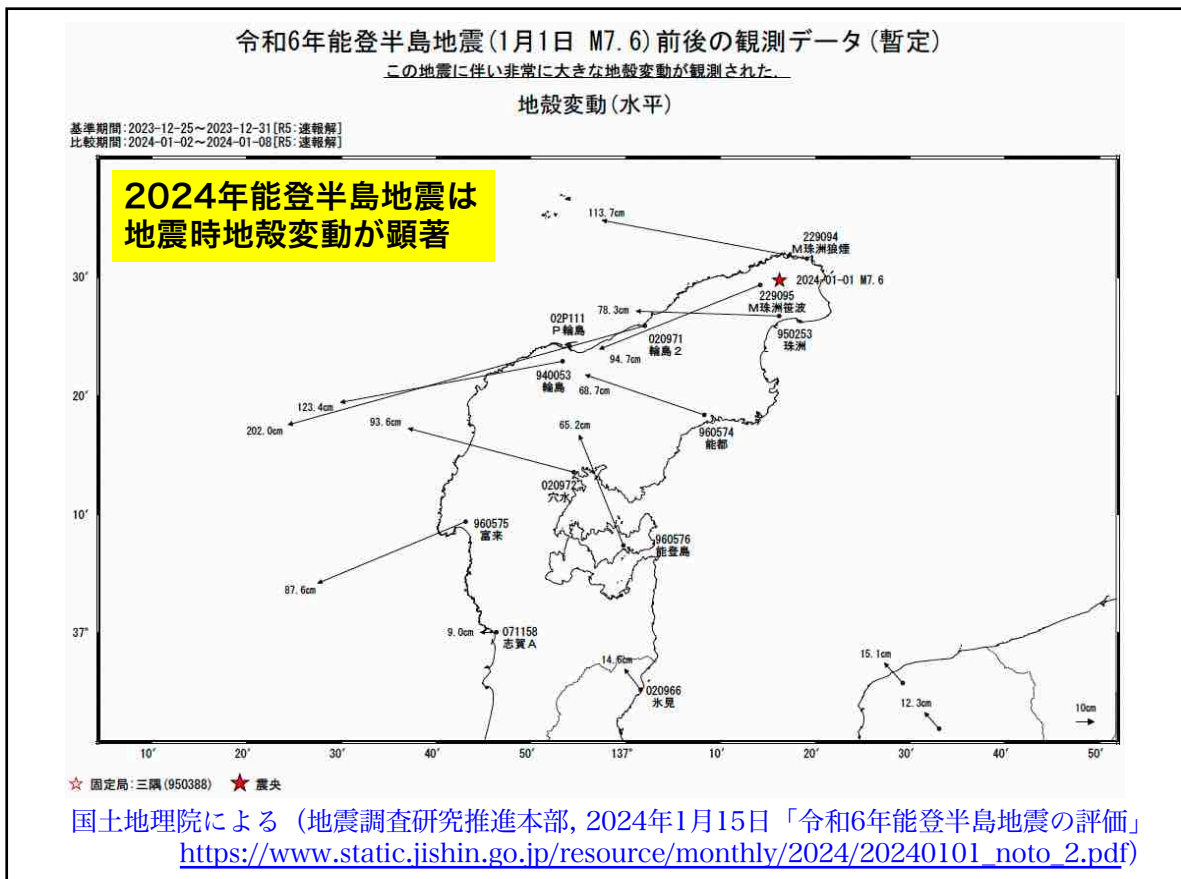 令和6年能登半島地震(1月1日 M7.6)前後の観測データ(暫定)
この地震に伴い非常に大きな地殻変動が観測された.
地殻変動(水平)
基準期間:2023-12-25～2023-12-31[R5:速報解]
比較期間:2024-01-02～2024-01-08[R5:速報解]
2024年能登半島地震は
地震時地殻変動が顕著
113.7cm
229094
M珠洲狼煙
30′
2024-01-01 M7.6
229095
M珠洲笹波
78.3cm
02P111
P輪島
020971
輪島2
950253
珠洲
94.7cm
940053
輪島
68.7cm
20′
123.4cm
202.0cm
93.6cm
65.2cm
960574
能都
020972
穴水
10′
960575
富来
960576
能登島
87.6cm
37°
9.0cm
071158
志賀A
14.6cm
020966
氷見
15.1cm
12.3cm
10cm
10′ 20′ 30′ 40′ 50′ 137° 10′ 20′ 30′ 40′ 50′
☆ 固定局:三隅(950388) ★ 震央
国土地理院による（地震調査研究推進本部, 2024年1月15日「令和6年能登半島地震の評価」
https://www.static.jishin.go.jp/resource/monthly/2024/20240101_noto_2.pdf）